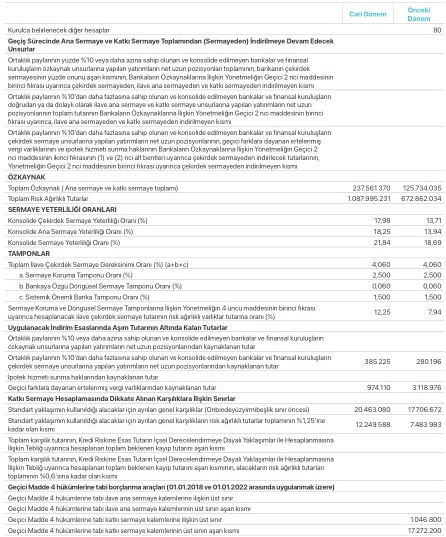 Cari Dönem
Önceki
Dönem
Kurulca belirlenecek diğer hesaplar 80
Geçiş Sürecinde Ana Sermaye ve Katkı Sermaye Toplamından (Sermayeden) İndirilmeye Devam Edecek
Unsurlar
Ortaklık paylarının yüzde 10 veya daha azına sahip olunan ve konsolide edilmeyen bankalar ve finansal
kuruluşların özkaynak unsurlarına yapılan yatırımların net uzun pozisyonları toplamının, bankanın çekirdek
sermayesinin yüzde onunu aşan kısmının, Bankaların Özkaynaklarına İlişkin Yönetmeliğin Geçici 2 nci maddesinin
birinci fıkrası uyarınca çekirdek sermayeden, ilave ana sermayeden ve katkı sermayeden indirilmeyen kısmı
Ortaklık paylarının %10'dan daha fazlasına sahip olunan ve konsolide edilmeyen bankalar ve finansal kuruluşların
doğrudan ya da dolaylı olarak ilave ana sermaye ve katkı sermaye unsurlarına yapılan yatırımların net uzun
pozisyonlarının toplam tutarının Bankaların Özkaynaklarına İlişkin Yönetmeliğin Geçici 2 nci maddesinin birinci
fıkrası uyarınca, ilave ana sermayeden ve katkı sermayeden indirilmeyen kısmı
Ortaklık paylarının %10'dan daha fazlasına sahip olunan ve konsolide edilmeyen bankalar ve finansal kuruluşların
çekirdek sermaye unsurlarına yapılan yatırımların net uzun pozisyonlarının, geçici farklara dayanan ertelenmiş
vergi varlıklarının ve ipotek hizmeti sunma haklarının Bankaların Özkaynaklarına İlişkin Yönetmeliğin Geçici 2
nci maddesinin ikinci fıkrasının (1) ve (2) nci alt bentleri uyarınca çekirdek sermayeden indirilecek tutarlarının,
Yönetmeliğin Geçici 2 nci maddesinin birinci fıkrası uyarınca çekirdek sermayeden indirilmeyen kısmı
ÖZKAYNAK
Toplam Özkaynak ( Ana sermaye ve katkı sermaye toplamı) 237.561.370 125.734.035
Toplam Risk Ağırlıklı Tutarlar 1.087.995.231 672.862.034
SERMAYE YETERLİLİĞİ ORANLARI
Konsolide Çekirdek Sermaye Yeterliliği Oranı (%) 17,98 13,71
Konsolide Ana Sermaye Yeterliliği Oranı (%) 18,25 13,94
Konsolide Sermaye Yeterliliği Oranı (%) 21,84 18,69
TAMPONLAR
Toplam İlave Çekirdek Sermaye Gereksinimi Oranı (%) (a+b+c) 4,060 4,060
a. Sermaye Koruma Tamponu Oranı (%) 2,500 2,500
b. Bankaya Özgü Döngüsel Sermaye Tamponu Oranı (%) 0,060 0,060
c. Sistemik Önemli Banka Tamponu Oranı (%) 1,500 1,500
Sermaye Koruma ve Döngüsel Sermaye Tamponlarına İlişkin Yönetmeliğin 4 üncü maddesinin birinci fıkrası
uyarınca hesaplanacak ilave çekirdek sermaye tutarının risk ağırlıklı varlıklar tutarına oranı (%) 12,25 7,94
Uygulanacak İndirim Esaslarında Aşım Tutarının Altında Kalan Tutarlar
Ortaklık paylarının %10 veya daha azına sahip olunan ve konsolide edilmeyen bankalar ve finansal kuruluşların
özkaynak unsurlarına yapılan yatırımların net uzun pozisyonlarından kaynaklanan tutar
Ortaklık paylarının %10'dan daha fazlasına sahip olunan ve konsolide edilmeyen bankalar ve finansal kuruluşların
çekirdek sermaye unsurlarına yapılan yatırımların net uzun pozisyonlarından kaynaklanan tutar 385.225 280.196
İpotek hizmeti sunma haklarından kaynaklanan tutar
Geçici farklara dayanan ertelenmiş vergi varlıklarından kaynaklanan tutar 974.110 3.118.976
Katkı Sermaye Hesaplamasında Dikkate Alınan Karşılıklara İlişkin Sınırlar
Standart yaklaşımın kullanıldığı alacaklar için ayrılan genel karşılıklar (Onbindeyüzyirmibeşlik sınır öncesi) 20.463.080 17.706.672
Standart yaklaşımın kullanıldığı alacaklar için ayrılan genel karşılıkların risk ağırlıklı tutarlar toplamının %1,25'ine
kadar olan kısmı 12.249.588 7.483.983
Toplam karşılık tutarının, Kredi Riskine Esas Tutarın İçsel Derecelendirmeye Dayalı Yaklaşımlar ile Hesaplanmasına
İlişkin Tebliğ uyarınca hesaplanan toplam beklenen kayıp tutarını aşan kısmı
Toplam karşılık tutarının, Kredi Riskine Esas Tutarın İçsel Derecelendirmeye Dayalı Yaklaşımlar ile Hesaplanmasına
İlişkin Tebliğ uyarınca hesaplanan toplam beklenen kayıp tutarını aşan kısmının, alacakların risk ağırlıklı tutarları
toplamının %0,6'sına kadar olan kısmı
Geçici Madde 4 hükümlerine tabi borçlanma araçları (01.01.2018 ve 01.01.2022 arasında uygulanmak üzere)
Geçici Madde 4 hükümlerine tabi ilave ana sermaye kalemlerine ilişkin üst sınır
Geçici Madde 4 hükümlerine tabi ilave ana sermaye kalemlerinin üst sınırı aşan kısmı
Geçici Madde 4 hükümlerine tabi katkı sermaye kalemlerine ilişkin üst sınır 1.046.800
Geçici Madde 4 hükümlerine tabi katkı sermaye kalemlerinin üst sınırı aşan kısmı 17.272.200